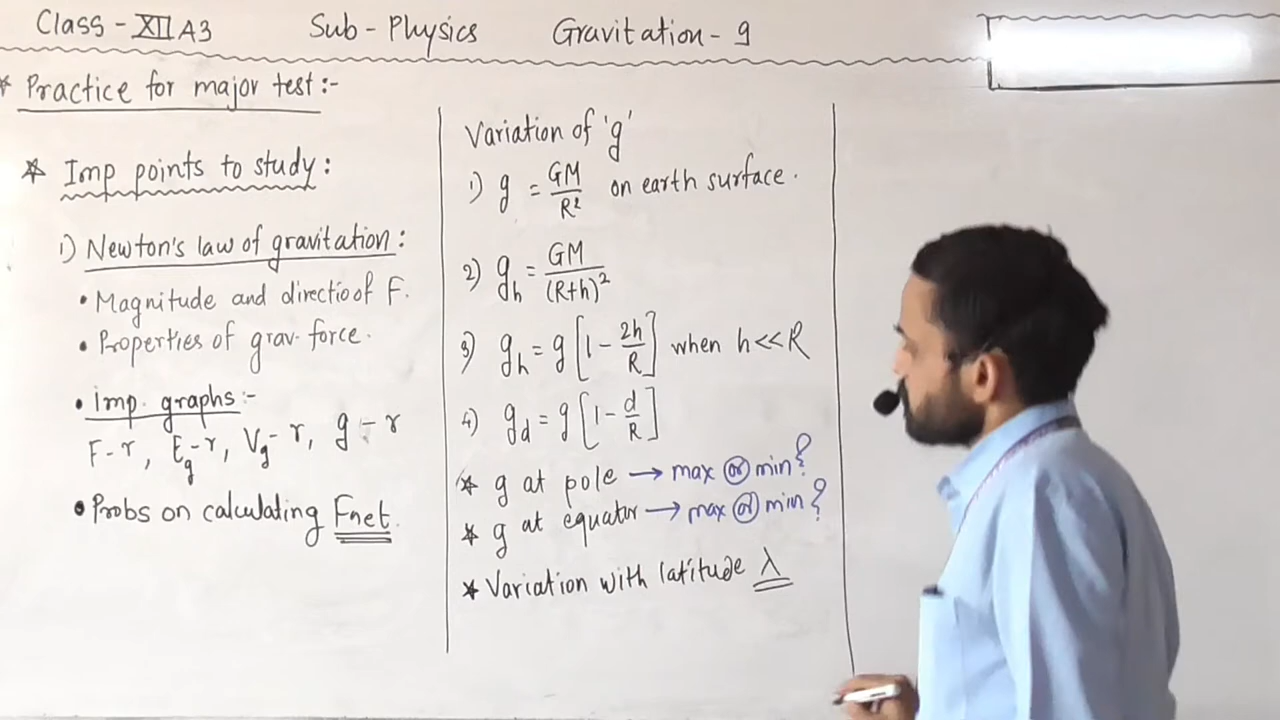 Class - XII A3 Sub - Physics Gravitation - 9
* Practice for major test :-
* Imp points to study :
1) Newton's law of gravitation :
• Magnitude and directio of F.
• Properties of grav. force.
• imp. graphs :-
F-r, Eg-r, Vg-r, g-r
• Probs on calculating Fnet.
Variation of 'g'
1) g = GM/R² on earth surface.
2) gh = GM/(R+h)²
3) gh = g[1 - 2h/R] when h<<R
4) gd = g[1 - d/R]
* g at pole → max or min?
* g at equator → max or min?
* Variation with latitude λ